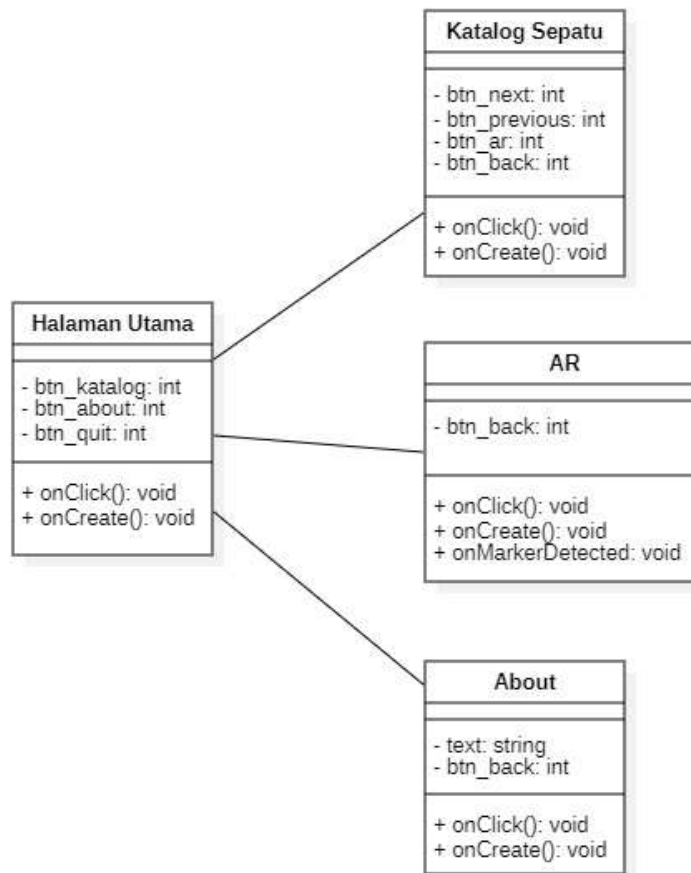 Katalog Sepatu
- btn_next: int
- btn_previous: int
- btn_ar: int
- btn_back: int
+ onClick(): void
+ onCreate(): void
Halaman Utama
- btn_katalog: int
- btn_about: int
- btn_quit: int
+ onClick(): void
+ onCreate(): void
AR
- btn_back: int
+ onClick(): void
+ onCreate(): void
+ onMarkerDetected: void
About
- text: string
- btn_back: int
+ onClick(): void
+ onCreate(): void